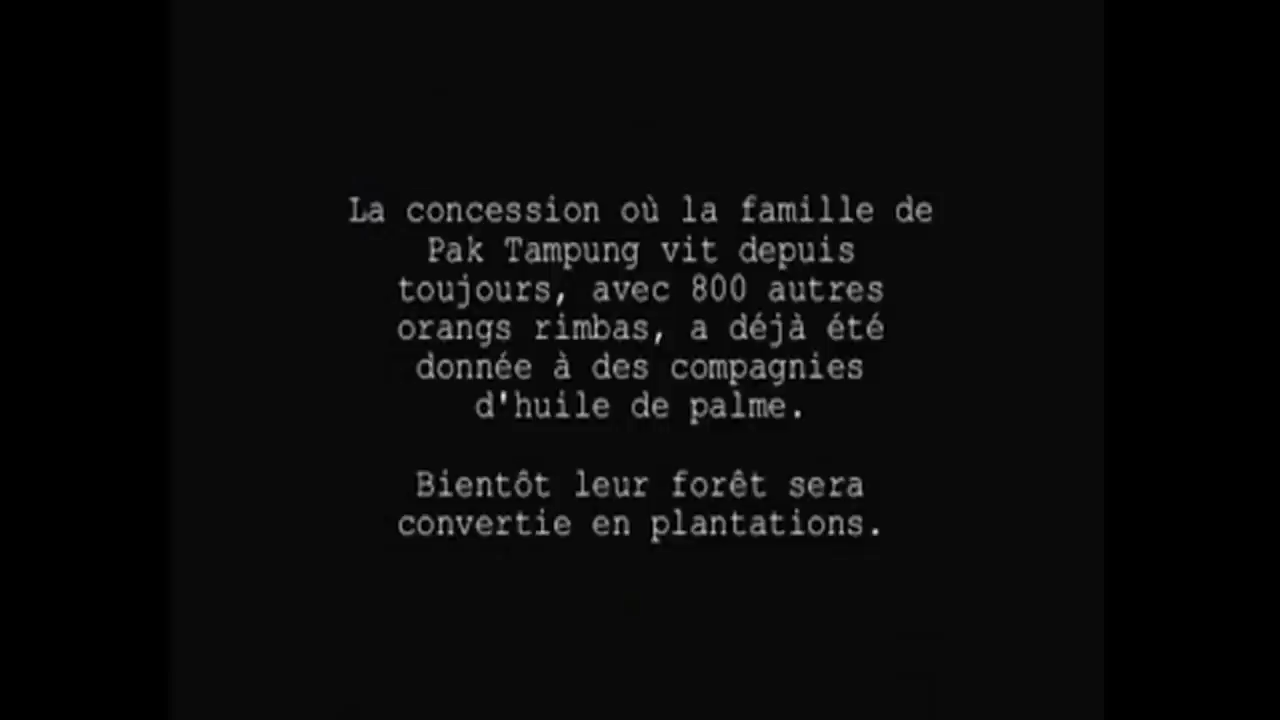 La concession où la famille de
Pak Tampung vit depuis
toujours, avec 800 autres
orangs rimbas, a déjà été
donnée à des compagnies
d'huile de palme.
Bientôt leur forêt sera
convertie en plantations.